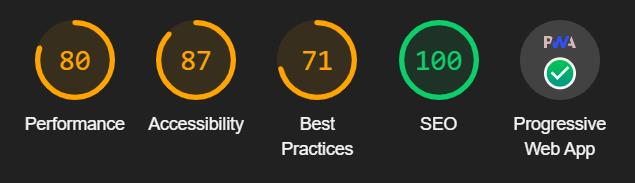 80 87 71 100 PWA
Performance Accessibility Best Practices SEO Progressive Web App